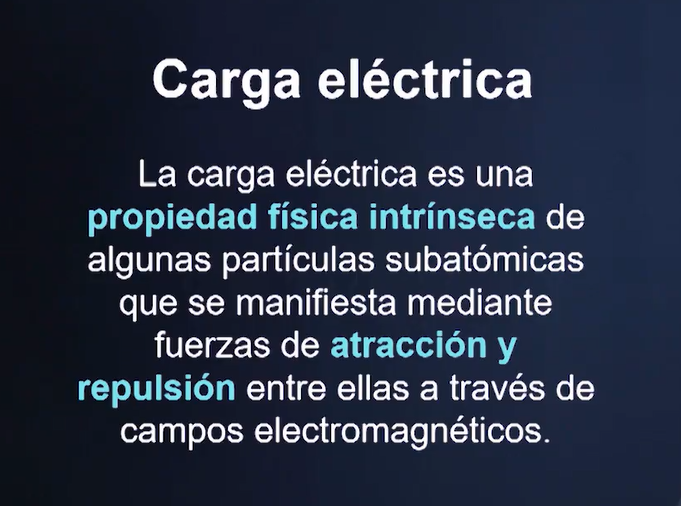 Carga eléctrica
La carga eléctrica es una
propiedad física intrínseca de
algunas partículas subatómicas
que se manifiesta mediante
fuerzas de atracción y
repulsión entre ellas a través de
campos electromagnéticos.